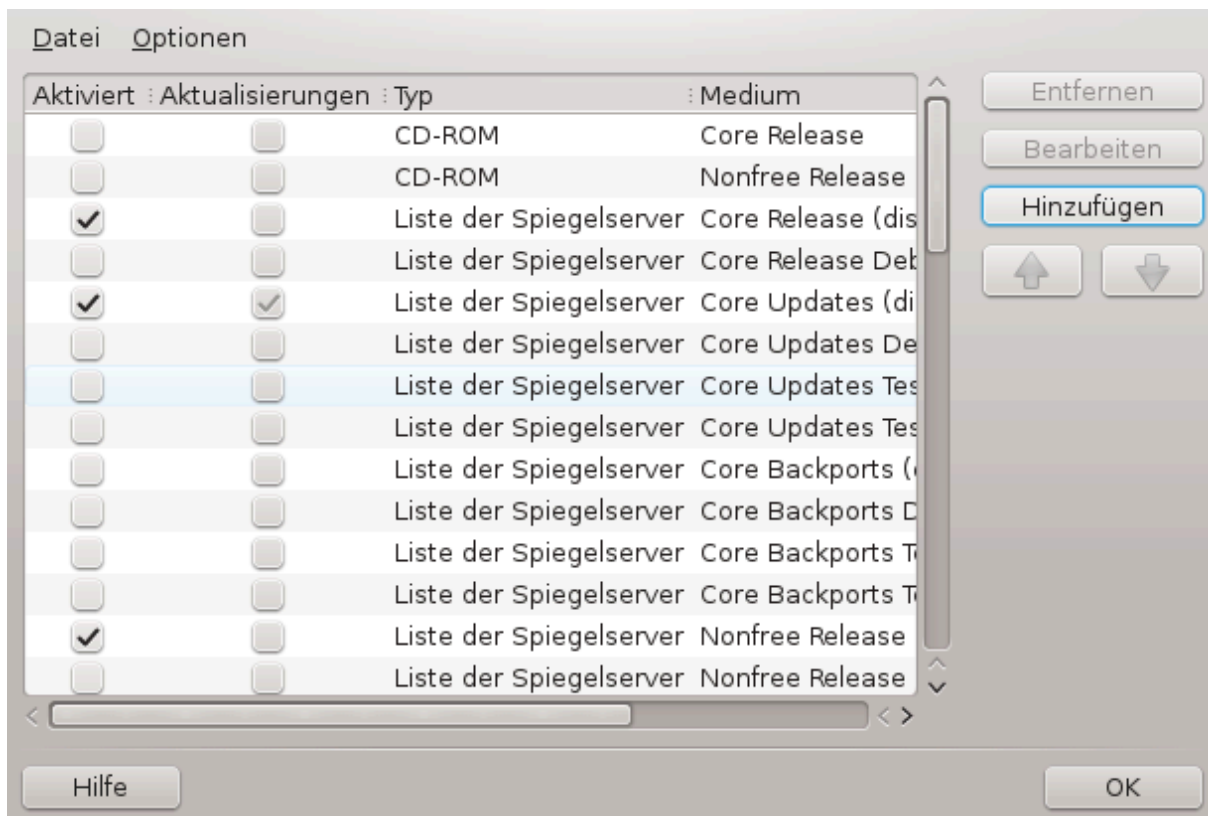 Datei Optionen
Aktiviert Aktualisierungen Typ Medium
CD-ROM Core Release
CD-ROM Nonfree Release
Liste der Spiegelserver Core Release (dis
Liste der Spiegelserver Core Release Deb
Liste der Spiegelserver Core Updates (di
Liste der Spiegelserver Core Updates De
Liste der Spiegelserver Core Updates Tes
Liste der Spiegelserver Core Updates Tes
Liste der Spiegelserver Core Backports (
Liste der Spiegelserver Core Backports D
Liste der Spiegelserver Core Backports T
Liste der Spiegelserver Core Backports T
Liste der Spiegelserver Nonfree Release
Liste der Spiegelserver Nonfree Release
Entfernen
Bearbeiten
Hinzufügen
Hilfe
OK